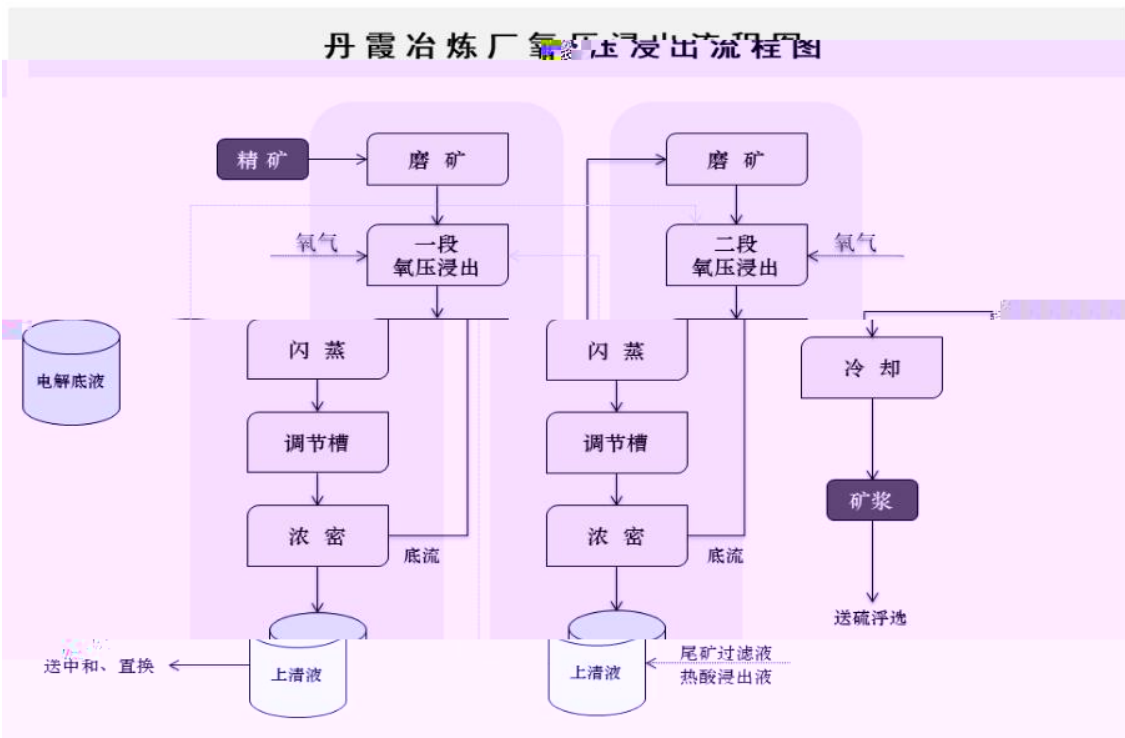 丹霞冶炼厂氧压浸出流程图
精矿
磨矿
磨矿
氧气
一段
氧压浸出
二段
氧压浸出
氧气
电解底液
闪蒸
闪蒸
冷却
调节槽
调节槽
矿浆
浓密
底流
浓密
底流
送硫浮选
送中和、置换
上清液
上清液
尾矿过滤液
热酸浸出液